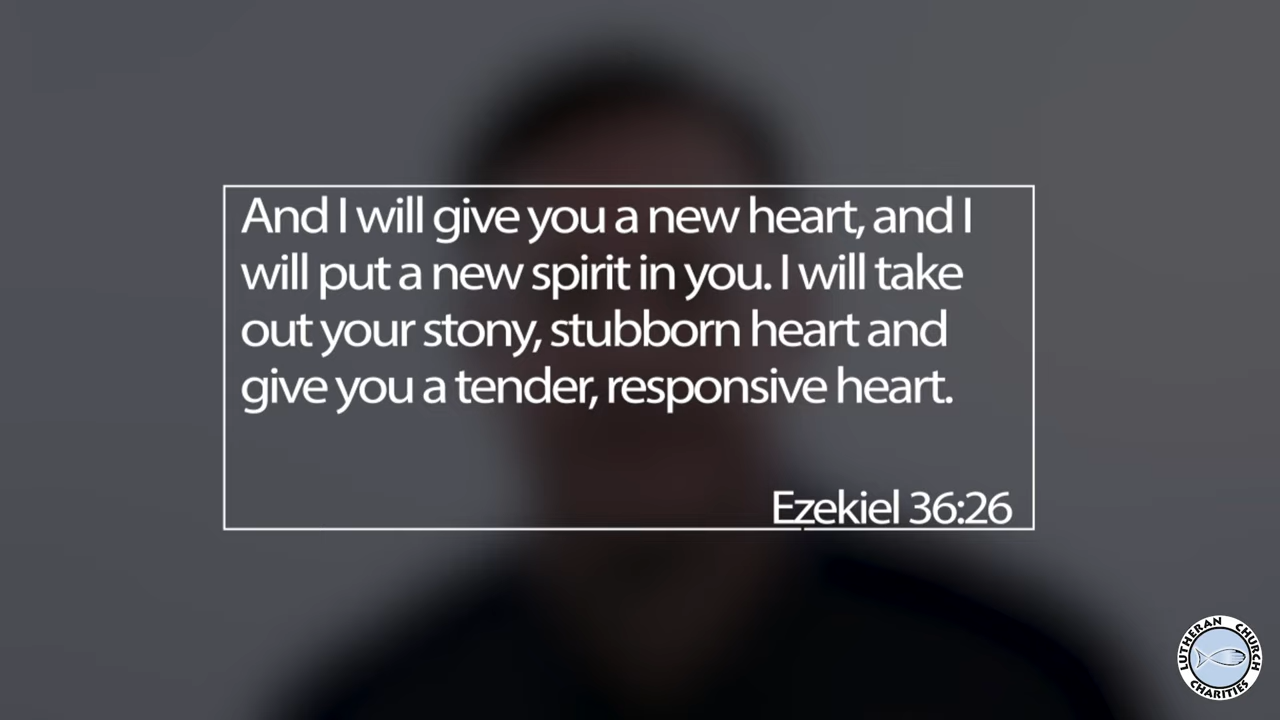 And I will give you a new heart, and I
will put a new spirit in you. I will take
out your stony, stubborn heart and
give you a tender, responsive heart.
Ezekiel 36:26
LUTHERAN CHURCH
CHARITIES